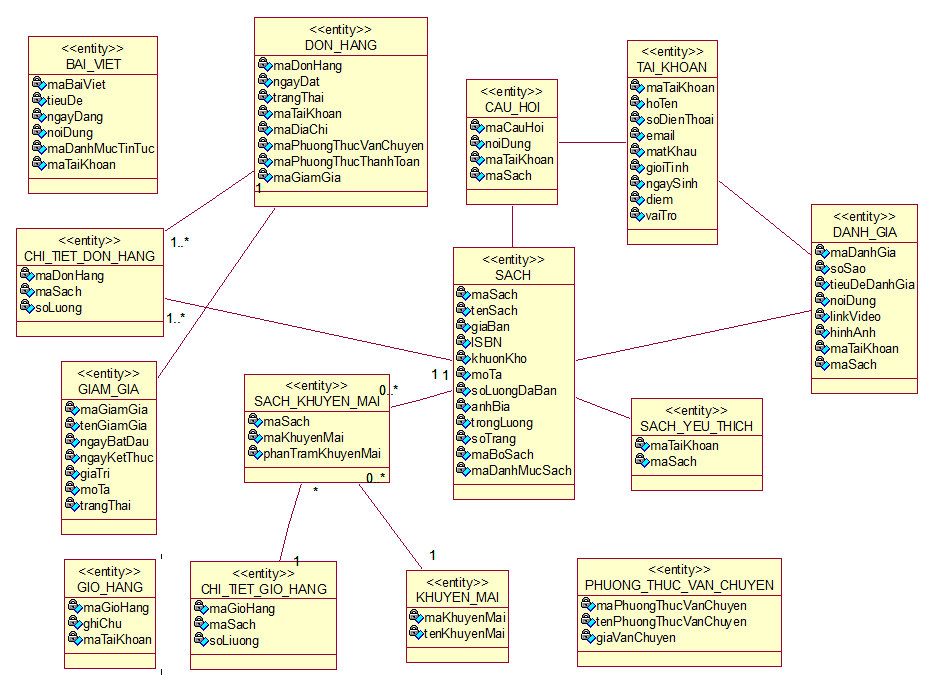 <<entity>>
BAI_VIET
maBaiViet
tieuDe
ngayDang
noiDung
maDanhMucTinTuc
maTaiKhoan
<<entity>>
DON_HANG
maDonHang
ngayDat
trangThai
maTaiKhoan
maDiaChi
maPhuongThucVanChuyen
maPhuongThucThanhToan
maGiamGia
1
<<entity>>
CAU_HOI
maCauHoi
noiDung
maTaiKhoan
maSach
<<entity>>
TAI_KHOAN
maTaiKhoan
hoTen
soDienThoai
email
matKhau
gioiTinh
ngaySinh
diem
vaiTro
<<entity>>
DANH_GIA
maDanhGia
soSao
tieuDeDanhGia
noiDung
linkVideo
hinhAnh
maTaiKhoan
maSach
1..*
<<entity>>
CHI_TIET_DON_HANG
maDonHang
maSach
soLuong
1..*
<<entity>>
SACH
maSach
tenSach
giaBan
ISBN
khuonKho
moTa
soLuongDaBan
anhBia
trongLuong
soTrang
maBoSach
maDanhMucSach
1
1
<<entity>>
GIAM_GIA
maGiamGia
tenGiamGia
ngayBatDau
ngayKetThuc
giaTri
moTa
trangThai
0..*
<<entity>>
SACH_KHUYEN_MAI
maSach
maKhuyenMai
phanTramKhuyenMai
0..*
*
<<entity>>
SACH_YEU_THICH
maTaiKhoan
maSach
<<entity>>
GIO_HANG
maGioHang
ghiChu
maTaiKhoan
1
<<entity>>
CHI_TIET_GIO_HANG
maGioHang
maSach
soLiuong
1
<<entity>>
KHUYEN_MAI
maKhuyenMai
tenKhuyenMai
<<entity>>
PHUONG_THUC_VAN_CHUYEN
maPhuongThucVanChuyen
tenPhuongThucVanChuyen
giaVanChuyen